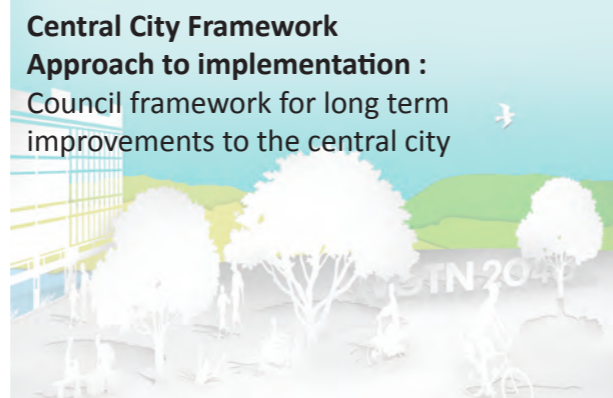 Central City Framework
Approach to implementation :
Council framework for long term
improvements to the central city